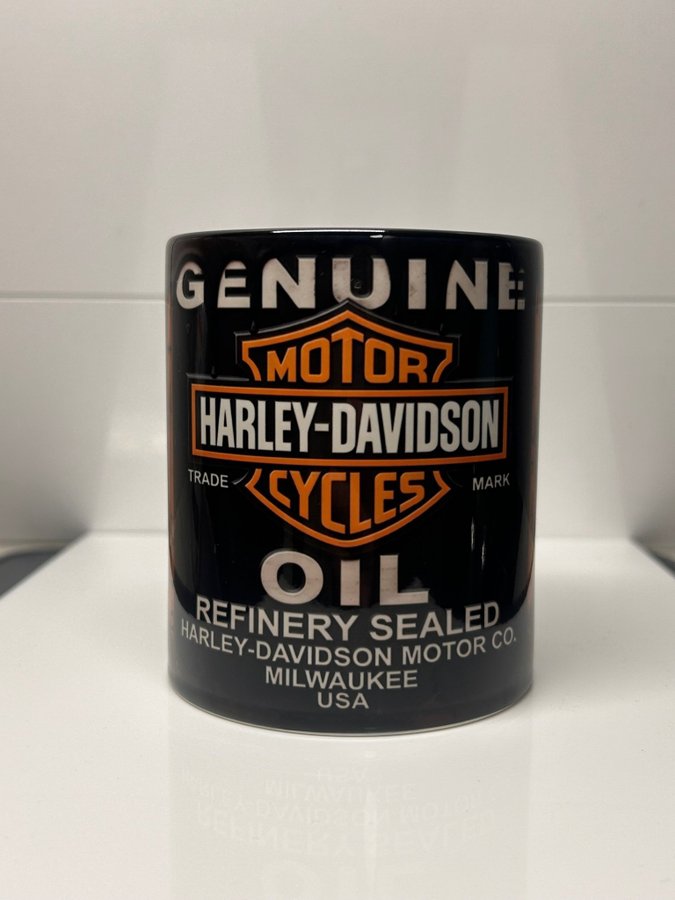 GENUINE
MOTOR
HARLEY-DAVIDSON
TRADE MARK
CYCLES
OIL
REFINERY SEALED
HARLEY-DAVIDSON MOTOR CO.
MILWAUKEE
USA